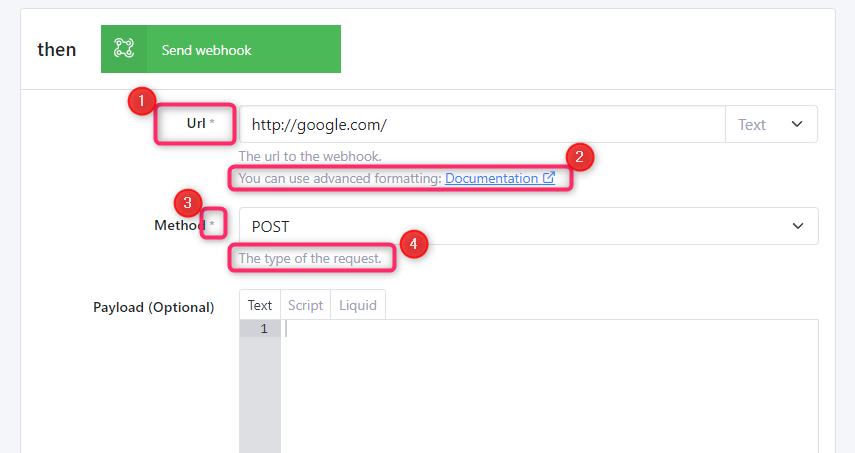 then Send webhook
1
Url * http://google.com/ Text
The url to the webhook.
2
You can use advanced formatting: Documentation
3
Method * POST
4
The type of the request.
Payload (Optional) Text Script Liquid
1